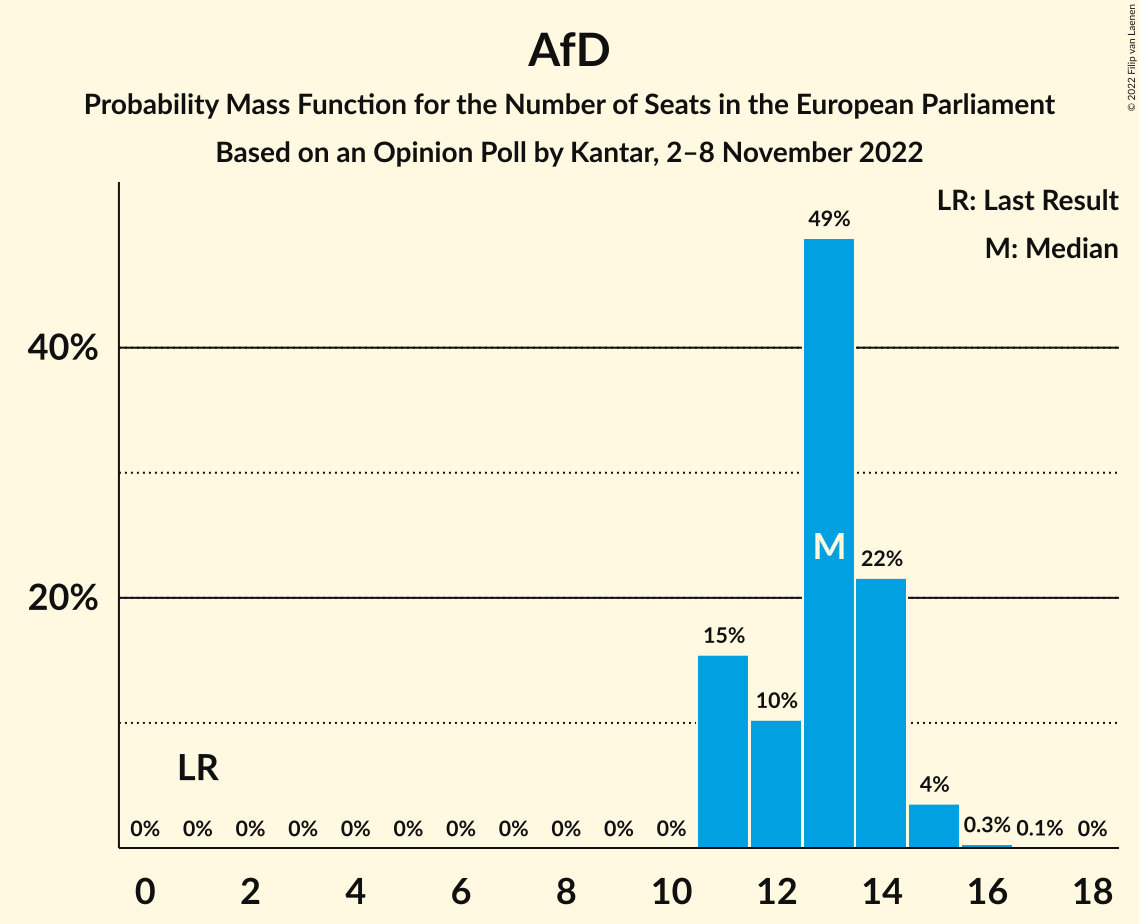 AfD
Probability Mass Function for the Number of Seats in the European Parliament
Based on an Opinion Poll by Kantar, 2–8 November 2022
© 2022 Filip van Laenen
LR: Last Result
M: Median
49%
40%
M
22%
20%
15%
10%
LR
4%
0% 0% 0% 0% 0% 0% 0% 0% 0% 0% 0% 0.3% 0.1% 0%
0 2 4 6 8 10 12 14 16 18